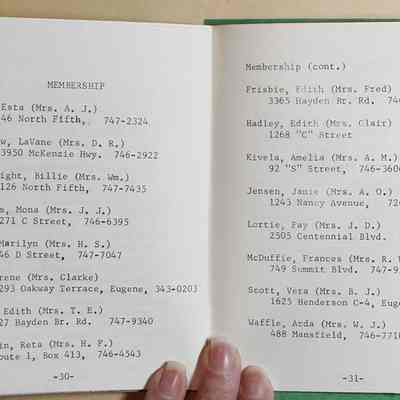 MEMBERSHIP
Esta (Mrs. A. J.)
46 North Fifth, 747-2324
w, LaVane (Mrs. D. R.)
3950 McKenzie Hwy. 746-2922
ight, Billie (Mrs. Wm.)
126 North Fifth, 747-7435
Mona (Mrs. J. J.)
271 C Street, 746-6395
Marilyn (Mrs. H. S.)
46 D Street, 747-7047
rene (Mrs. Clarke)
293 Oakway Terrace, Eugene, 343-0203
Edith (Mrs. T. E.)
27 Hayden Br. Rd. 747-9340
in, Reta (Mrs. H. F.)
oute 1, Box 413, 746-4543
-30-
Membership (cont.)
Frisbie, Edith (Mrs. Fred)
3365 Hayden Br. Rd. 746
Hadley, Edith (Mrs. Clair)
1268 "C" Street
Kivela, Amelia (Mrs. A. M.)
92 "S" Street, 746-3606
Jensen, Janie (Mrs. A. O.)
1243 Nancy Avenue, 726
Lortie, Fay (Mrs. J. D.)
2505 Centennial Blvd.
McDuffie, Frances (Mrs. R. W
749 Summit Blvd. 747-9
Scott, Vera (Mrs. B. J.)
1625 Henderson C-4, Euge
Waffle, Arda (Mrs. W. J.)
488 Mansfield, 746-7718
-31-